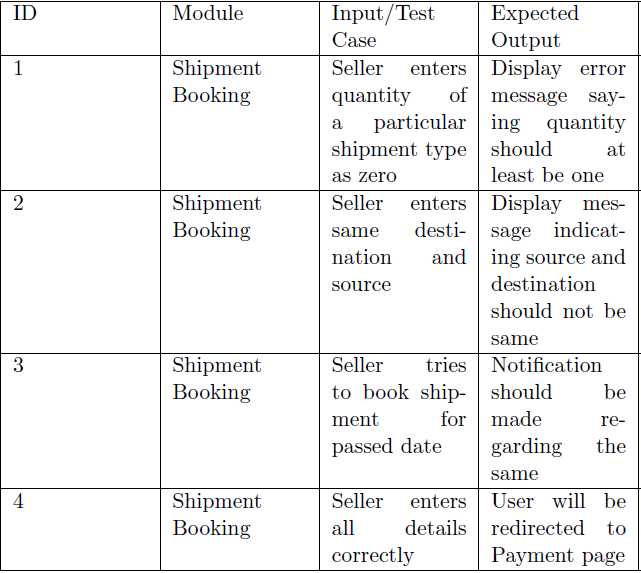 ID Module Input/Test Expected
Case Output
1 Shipment Seller enters Display error
Booking quantity of message say-
a particular ing quantity
shipment type should at
as zero least be one
2 Shipment Seller enters Display mes-
Booking same desti- sage indicat-
nation and ing source and
source destination
should not be
same
3 Shipment Seller tries Notification
Booking to book ship- should be
ment for made re-
passed date garding the
same
4 Shipment Seller enters User will be
Booking all details redirected to
correctly Payment page